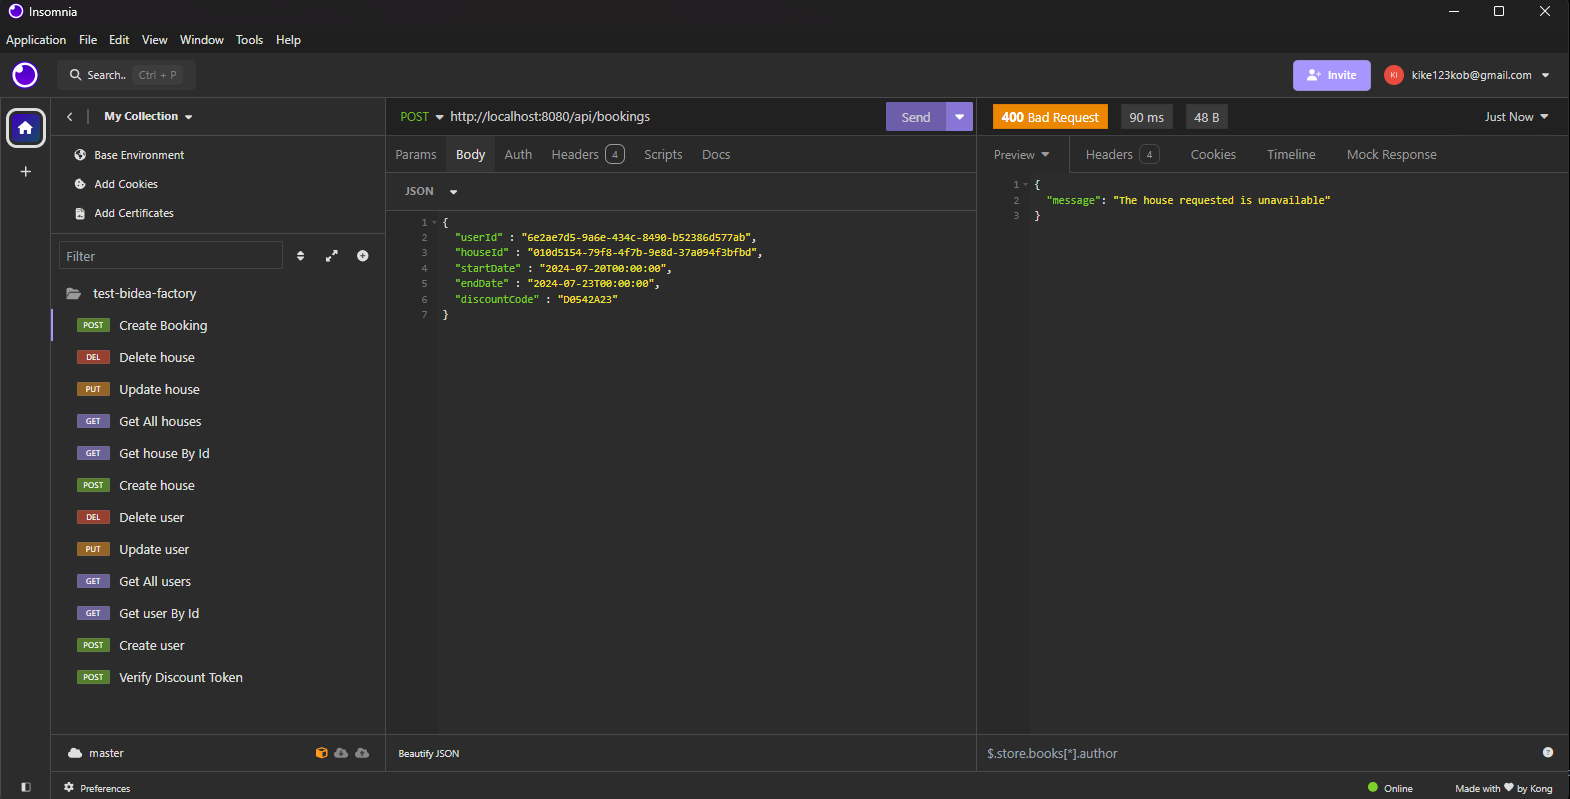 Insomnia
Application File Edit View Window Tools Help
Search.. Ctrl + P
Invite
KI kike123kob@gmail.com
My Collection
POST http://localhost:8080/api/bookings
Send
400 Bad Request 90 ms 48 B
Just Now
Base Environment
Add Cookies
Add Certificates
Params Body Auth Headers 4 Scripts Docs
Preview Headers 4 Cookies Timeline Mock Response
JSON
Filter
test-bidea-factory
POST Create Booking
DEL Delete house
PUT Update house
GET Get All houses
GET Get house By Id
POST Create house
DEL Delete user
PUT Update user
GET Get All users
GET Get user By Id
POST Create user
POST Verify Discount Token
1 {
2 "userId" : "6e2ae7d5-9a6e-434c-8490-b52386d577ab",
3 "houseId" : "010d5154-79f8-4f7b-9e8d-37a094f3bfbd",
4 "startDate" : "2024-07-20T00:00:00",
5 "endDate" : "2024-07-23T00:00:00",
6 "discountCode" : "D0542A23"
7 }
1 {
2 "message": "The house requested is unavailable"
3 }
master
Beautify JSON
$.store.books[*].author
Preferences
Online
Made with ♥ by Kong